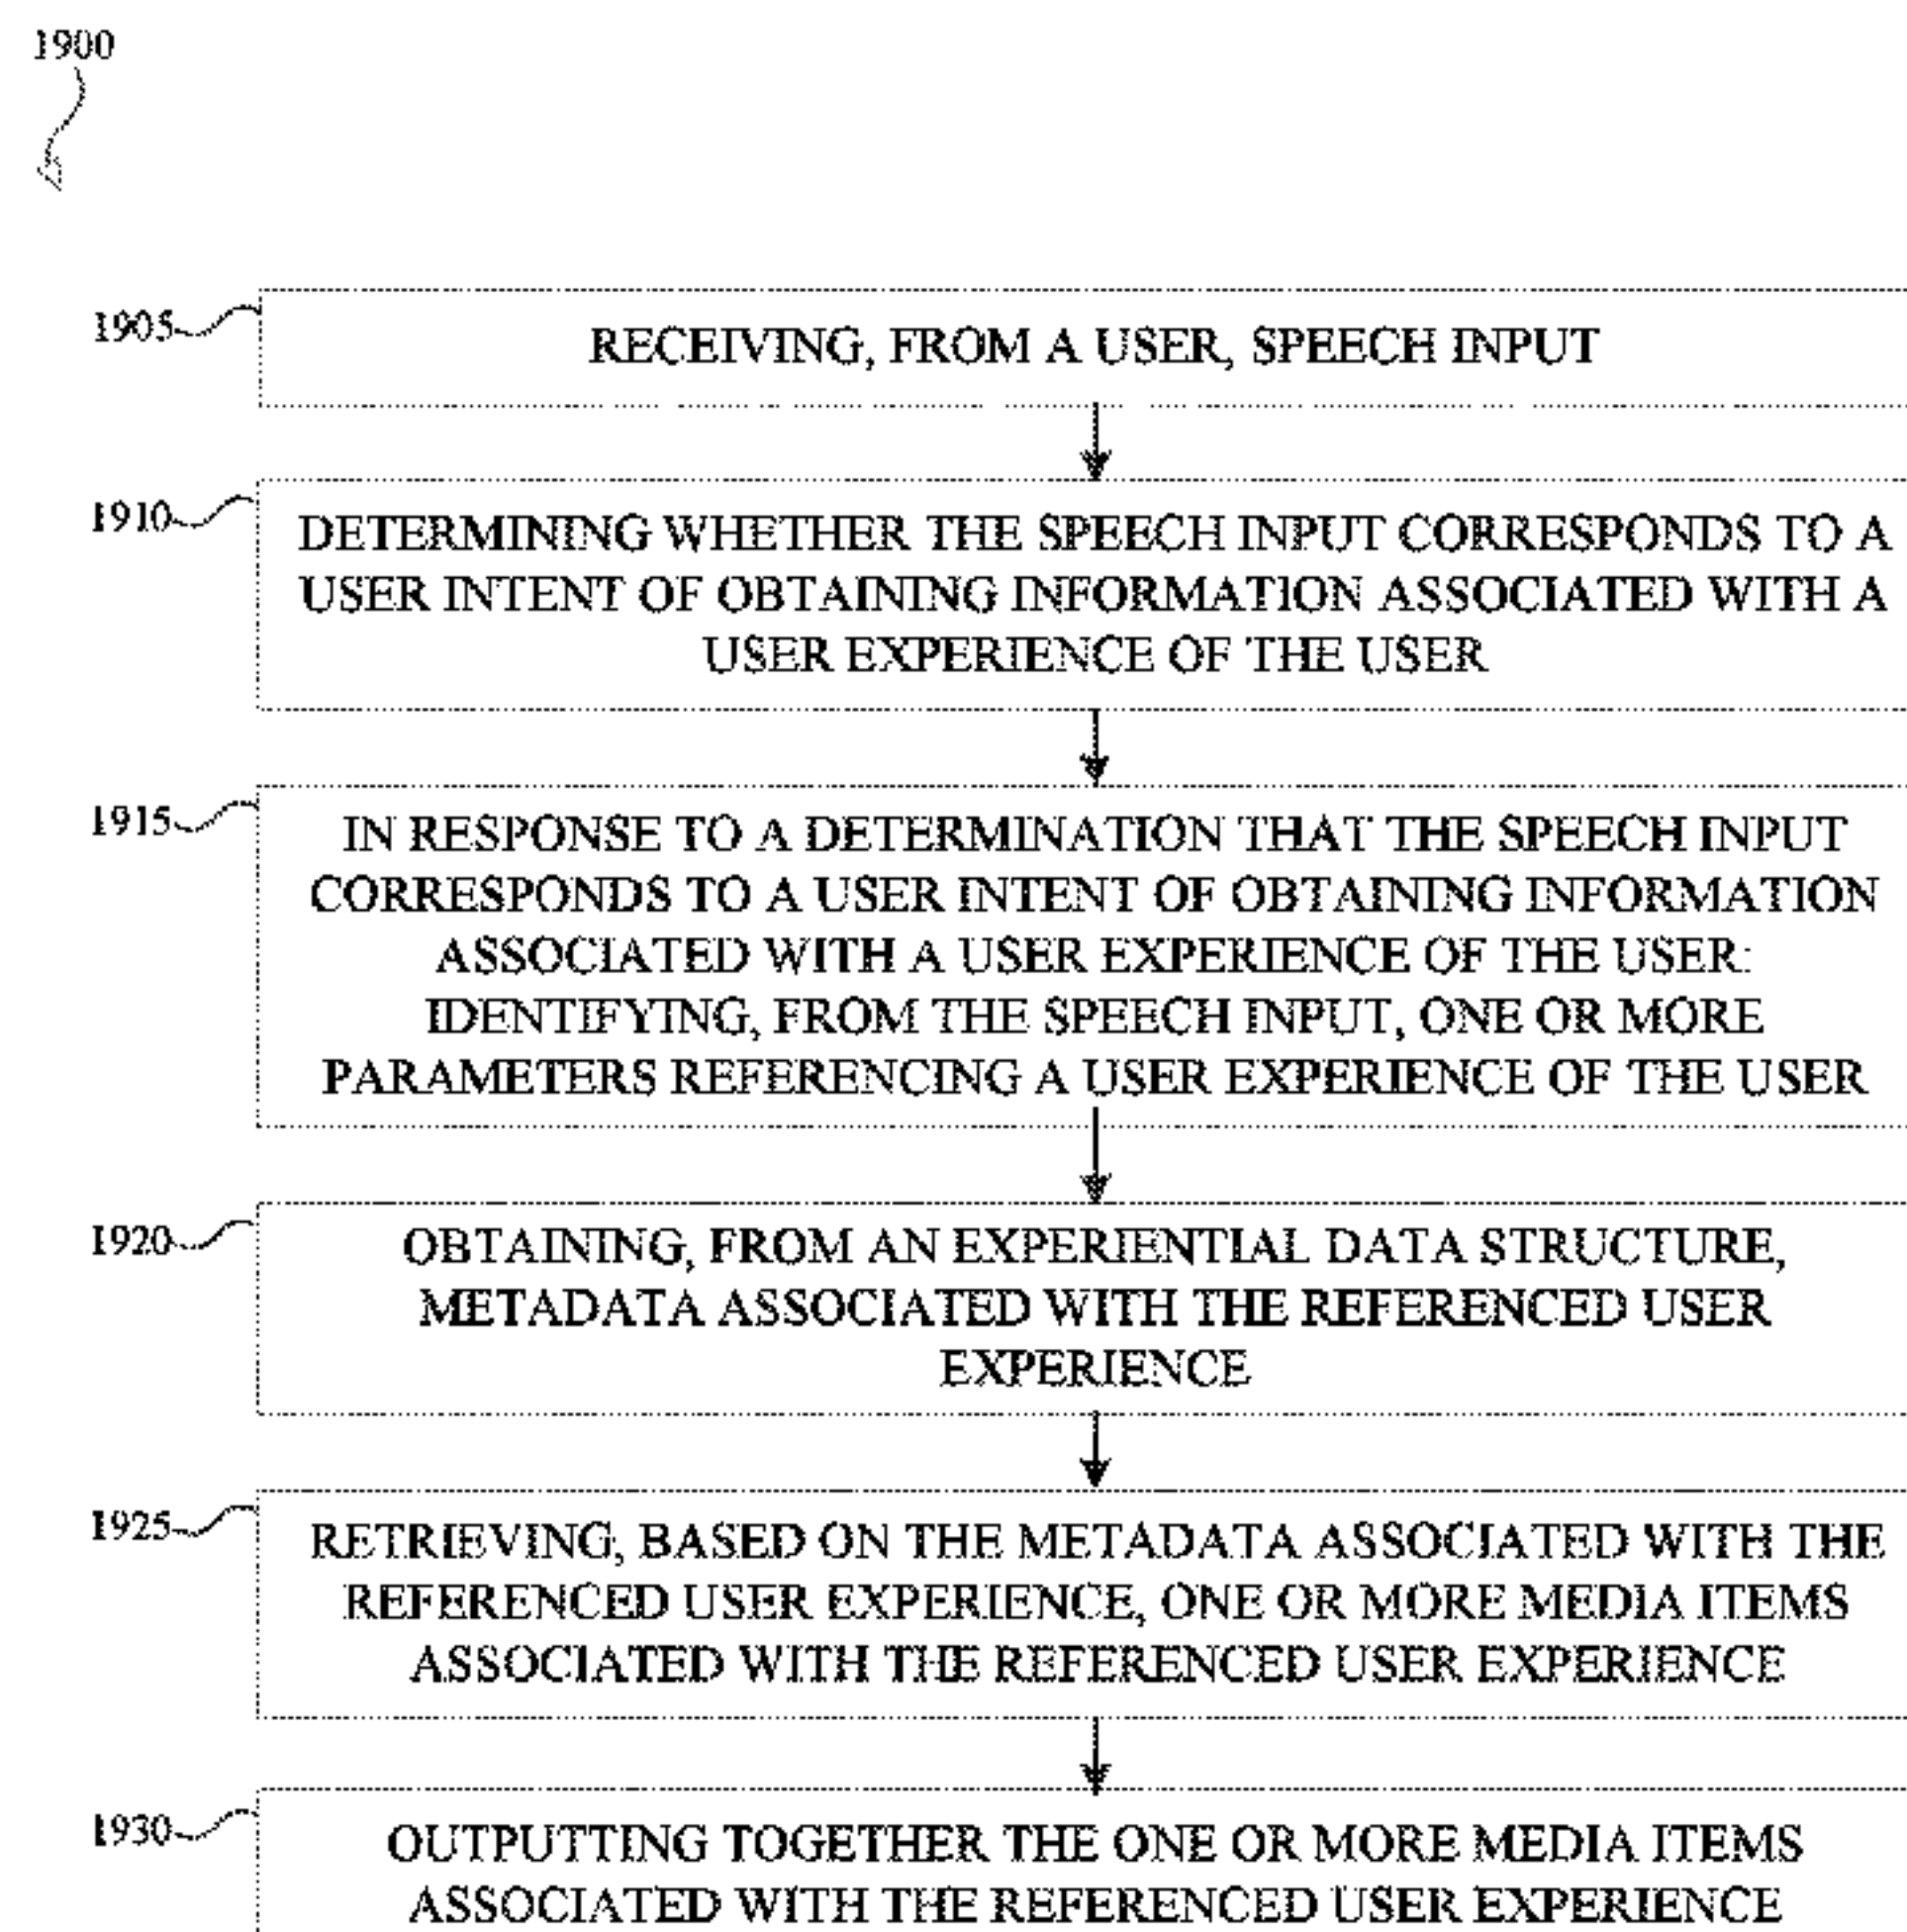 1900
1905
RECEIVING, FROM A USER, SPEECH INPUT
1910
DETERMINING WHETHER THE SPEECH INPUT CORRESPONDS TO A
USER INTENT OF OBTAINING INFORMATION ASSOCIATED WITH A
USER EXPERIENCE OF THE USER
1915
IN RESPONSE TO A DETERMINATION THAT THE SPEECH INPUT
CORRESPONDS TO A USER INTENT OF OBTAINING INFORMATION
ASSOCIATED WITH A USER EXPERIENCE OF THE USER:
IDENTIFYING, FROM THE SPEECH INPUT, ONE OR MORE
PARAMETERS REFERENCING A USER EXPERIENCE OF THE USER
1920
OBTAINING, FROM AN EXPERIENTIAL DATA STRUCTURE,
METADATA ASSOCIATED WITH THE REFERENCED USER
EXPERIENCE
1925
RETRIEVING, BASED ON THE METADATA ASSOCIATED WITH THE
REFERENCED USER EXPERIENCE, ONE OR MORE MEDIA ITEMS
ASSOCIATED WITH THE REFERENCED USER EXPERIENCE
1930
OUTPUTTING TOGETHER THE ONE OR MORE MEDIA ITEMS
ASSOCIATED WITH THE REFERENCED USER EXPERIENCE